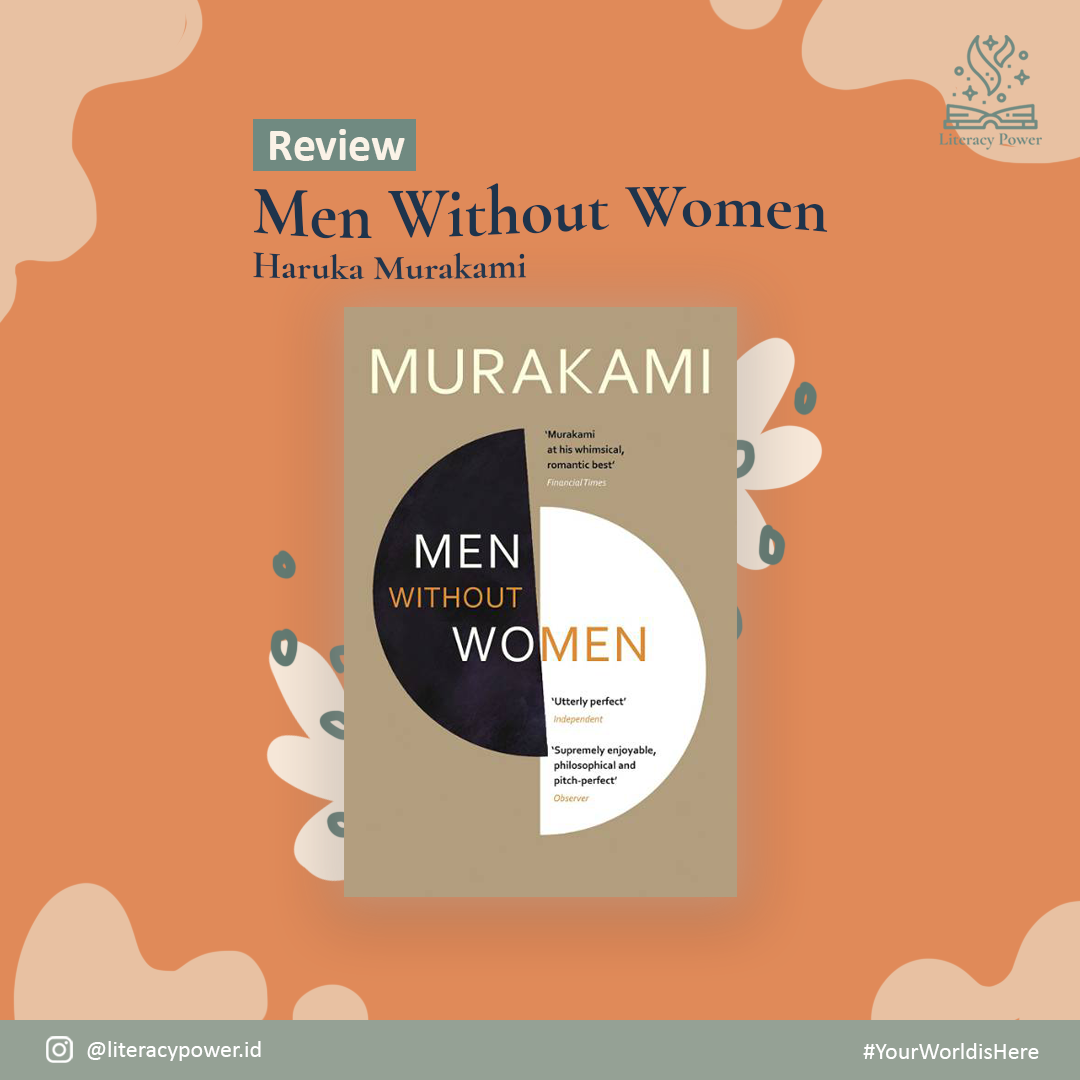 Literacy Power
Review
Men Without Women
Haruka Murakami
MURAKAMI
‘Murakami
at his whimsical,
romantic best’
Financial Times
MEN
WITHOUT
WOMEN
‘Utterly perfect’
Independent
‘Supremely enjoyable,
philosophical and
pitch-perfect’
Observer
@literacypower.id
#YourWorldisHere